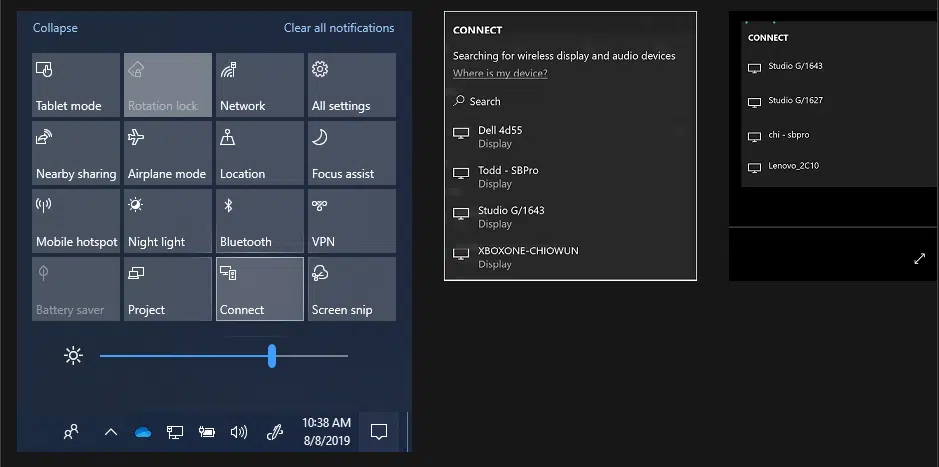 Collapse
Clear all notifications
Tablet mode
Rotation lock
Network
All settings
Nearby sharing
Airplane mode
Location
Focus assist
Mobile hotspot
Night light
Bluetooth
VPN
Battery saver
Project
Connect
Screen snip
10:38 AM
8/8/2019
CONNECT
Searching for wireless display and audio devices
Where is my device?
Search
Dell 4d55
Display
Todd - SBPro
Display
Studio G/1643
Display
XBOXONE-CHIOWUN
Display
CONNECT
Studio G/1643
Studio G/1627
chi - sbpro
Lenovo_2C10